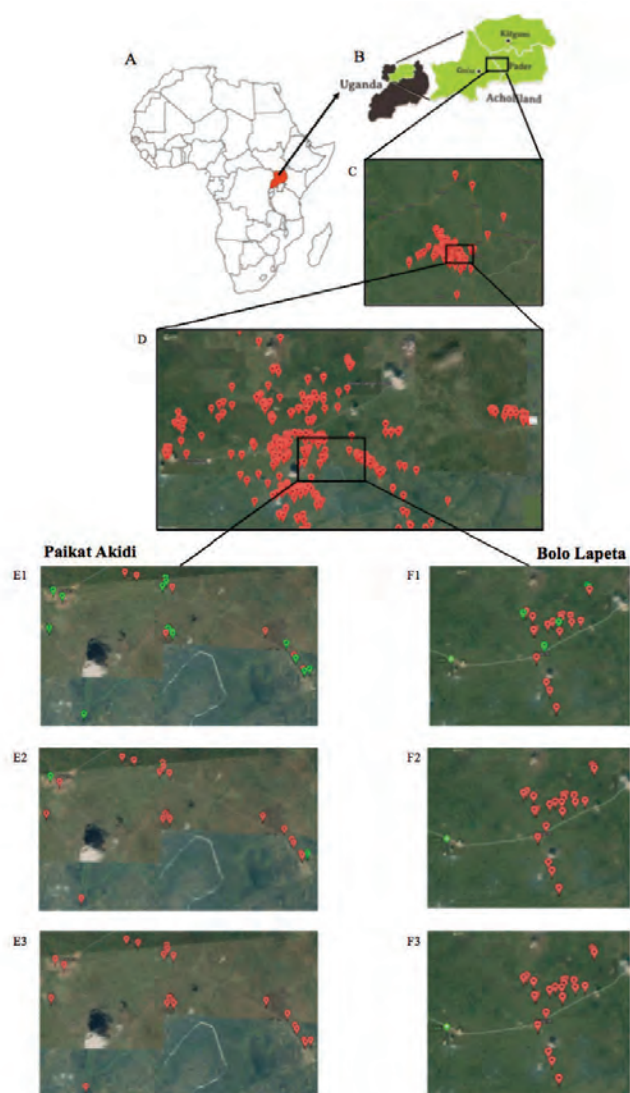 A
B
Kitgum
Uganda
Gulu
Pader
Acholiland
C
D
Paikat Akidi
Bolo Lapeta
E1
F1
E2
F2
E3
F3